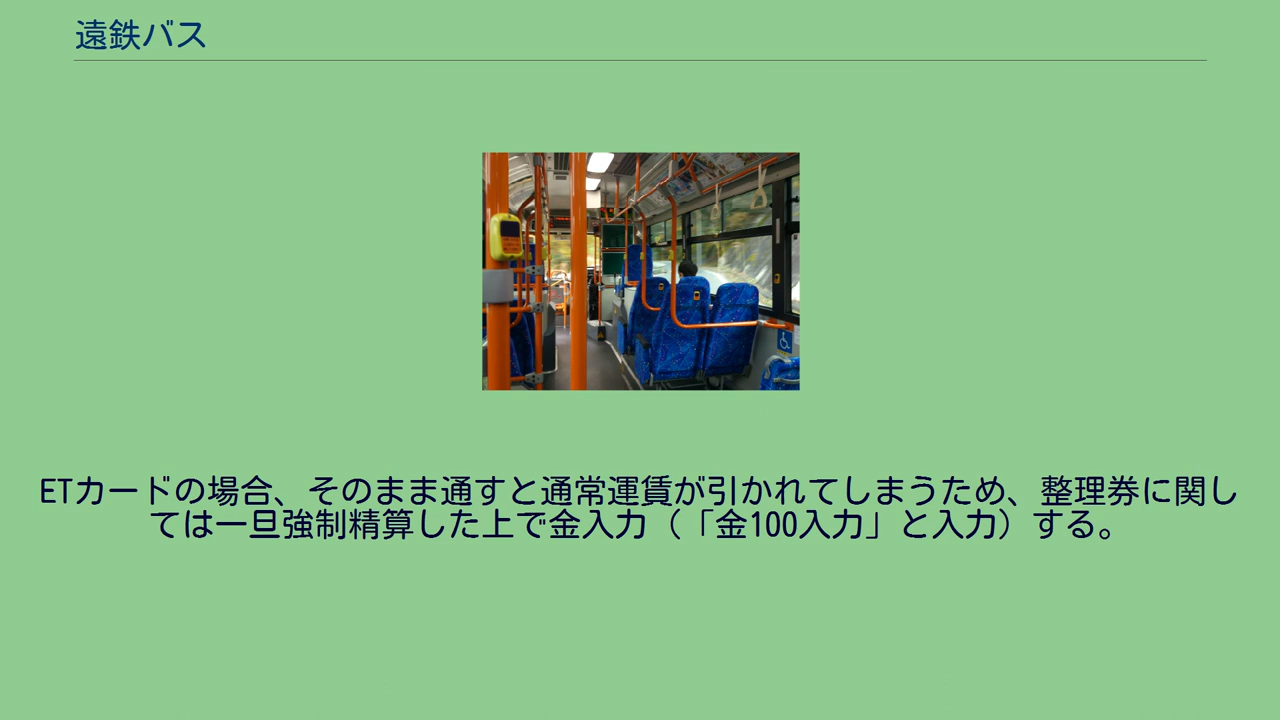 遠鉄バス
ETカードの場合、そのまま通すと通常運賃が引かれてしまうため、整理券に関し
ては一旦強制精算した上で金入力（「金100入力」と入力）する。